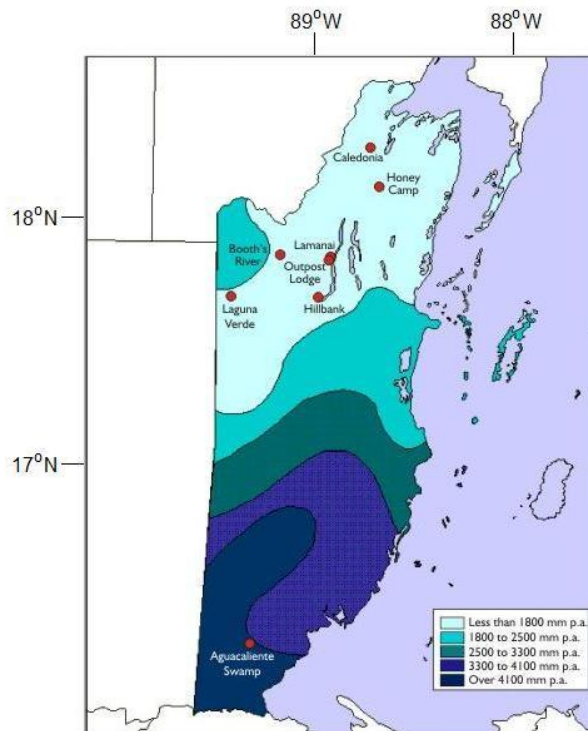 89°W
88°W
Caledonia
Honey
Camp
18°N
Booth's
River
Lamanai
Outpost
Lodge
Laguna
Verde
Hillbank
17°N
Aguacaliente
Swamp
Less than 1800 mm p.a.
1800 to 2500 mm p.a.
2500 to 3300 mm p.a.
3300 to 4100 mm p.a.
Over 4100 mm p.a.